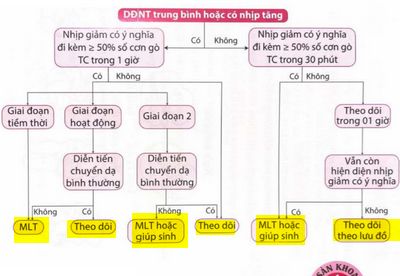 DĐNT trung bình hoặc có nhịp tăng
Nhịp giảm có ý nghĩa
đi kèm ≥ 50% số cơn gò
TC trong 1 giờ
Có
Không
Nhịp giảm có ý nghĩa
đi kèm ≥ 50% số cơn gò
TC trong 30 phút
Có
Không
Có
Không
Giai đoạn
tiềm thời
Giai đoạn
hoạt động
Giai đoạn 2
Theo dõi
trong 01 giờ
Diễn tiến
chuyển dạ
bình thường
Diễn tiến
chuyển dạ
bình thường
Vẫn còn
hiện diện nhịp
giảm có ý nghĩa
Không
Có
Không
Có
Có
Không
MLT
Theo dõi
MLT hoặc
giúp sinh
Theo dõi
MLT hoặc
giúp sinh
Theo dõi
theo lưu đồ.
ẢN KHOA